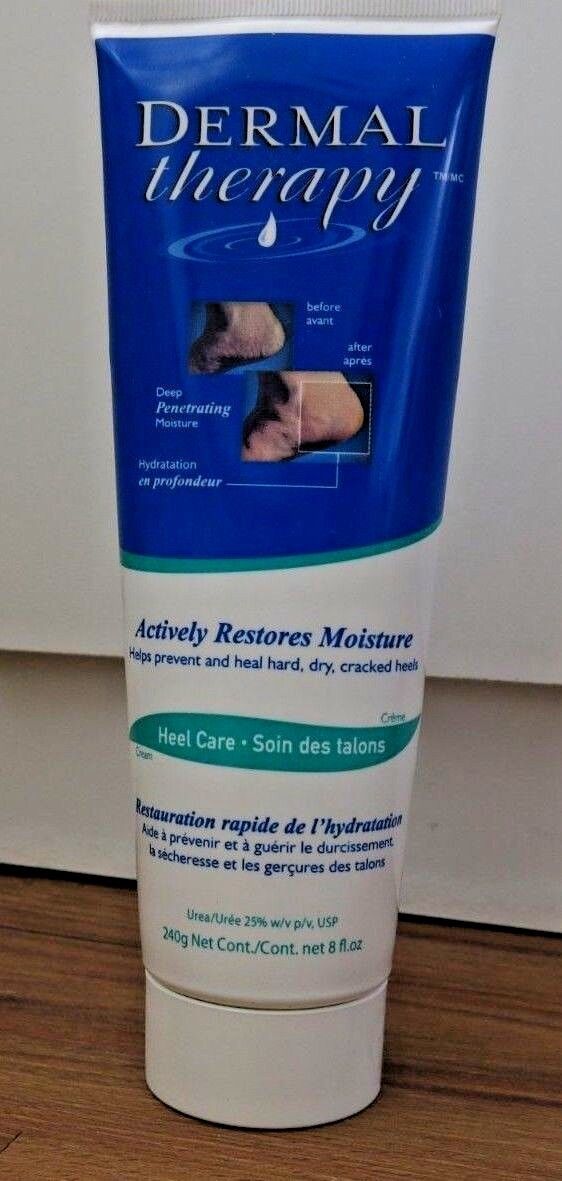 DERMAL
therapy
TM/MC
before
avant
after
après
Deep
Penetrating
Moisture
Hydratation
en profondeur
Actively Restores Moisture
Helps prevent and heal hard, dry, cracked heels
Crème
Heel Care • Soin des talons
Cream
Restauration rapide de l'hydratation
Aide à prévenir et à guérir le durcissement,
la sécheresse et les gerçures des talons
Urea/Urée 25% w/v p/v, USP
240g Net Cont./Cont. net 8 fl.oz